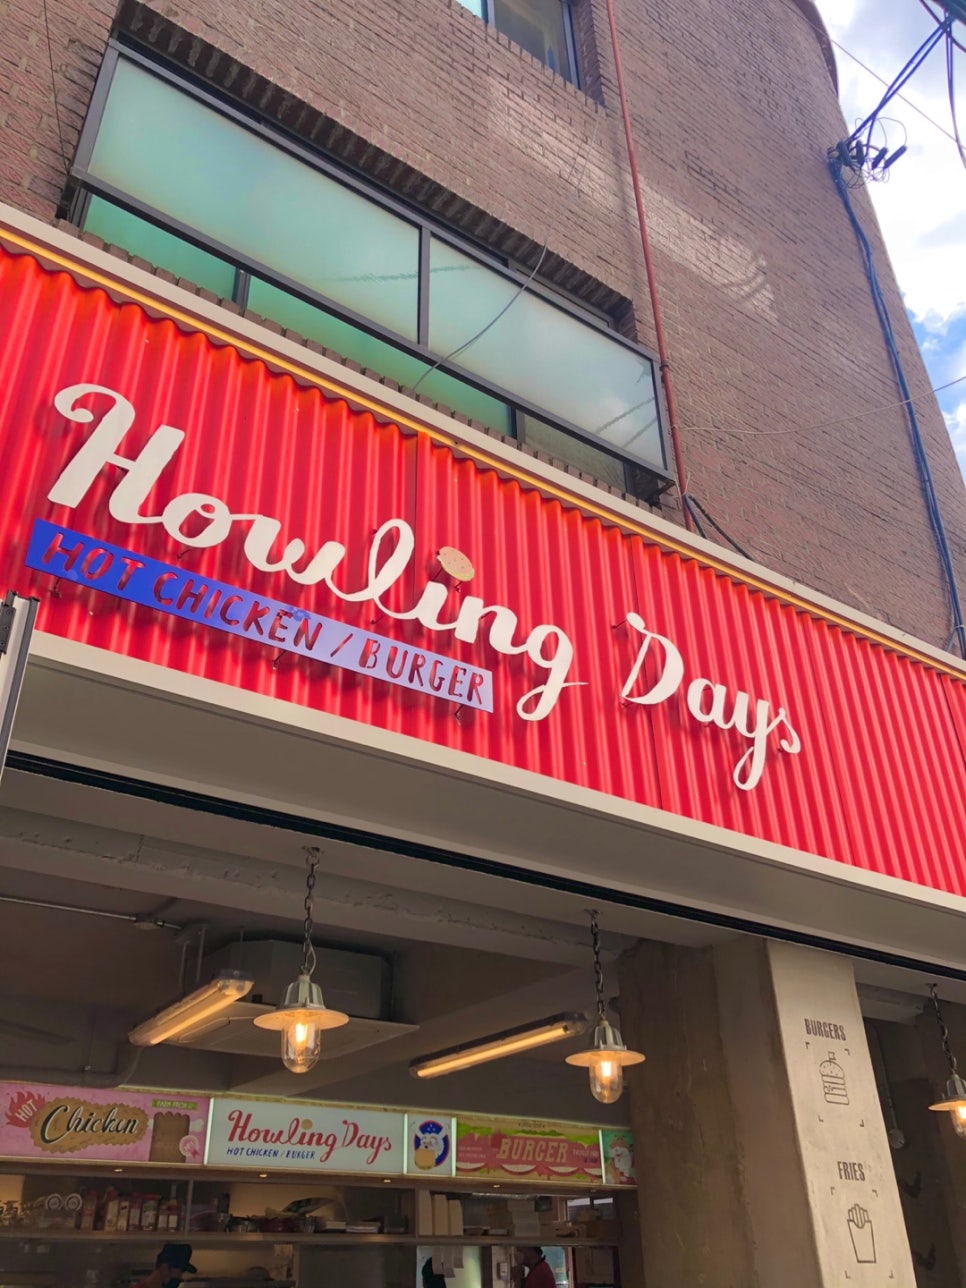 Howling Days
HOT CHICKEN / BURGER
BURGERS
FRIES
HOT
Chicken
Howling Days
HOT CHICKEN / BURGER
BURGER